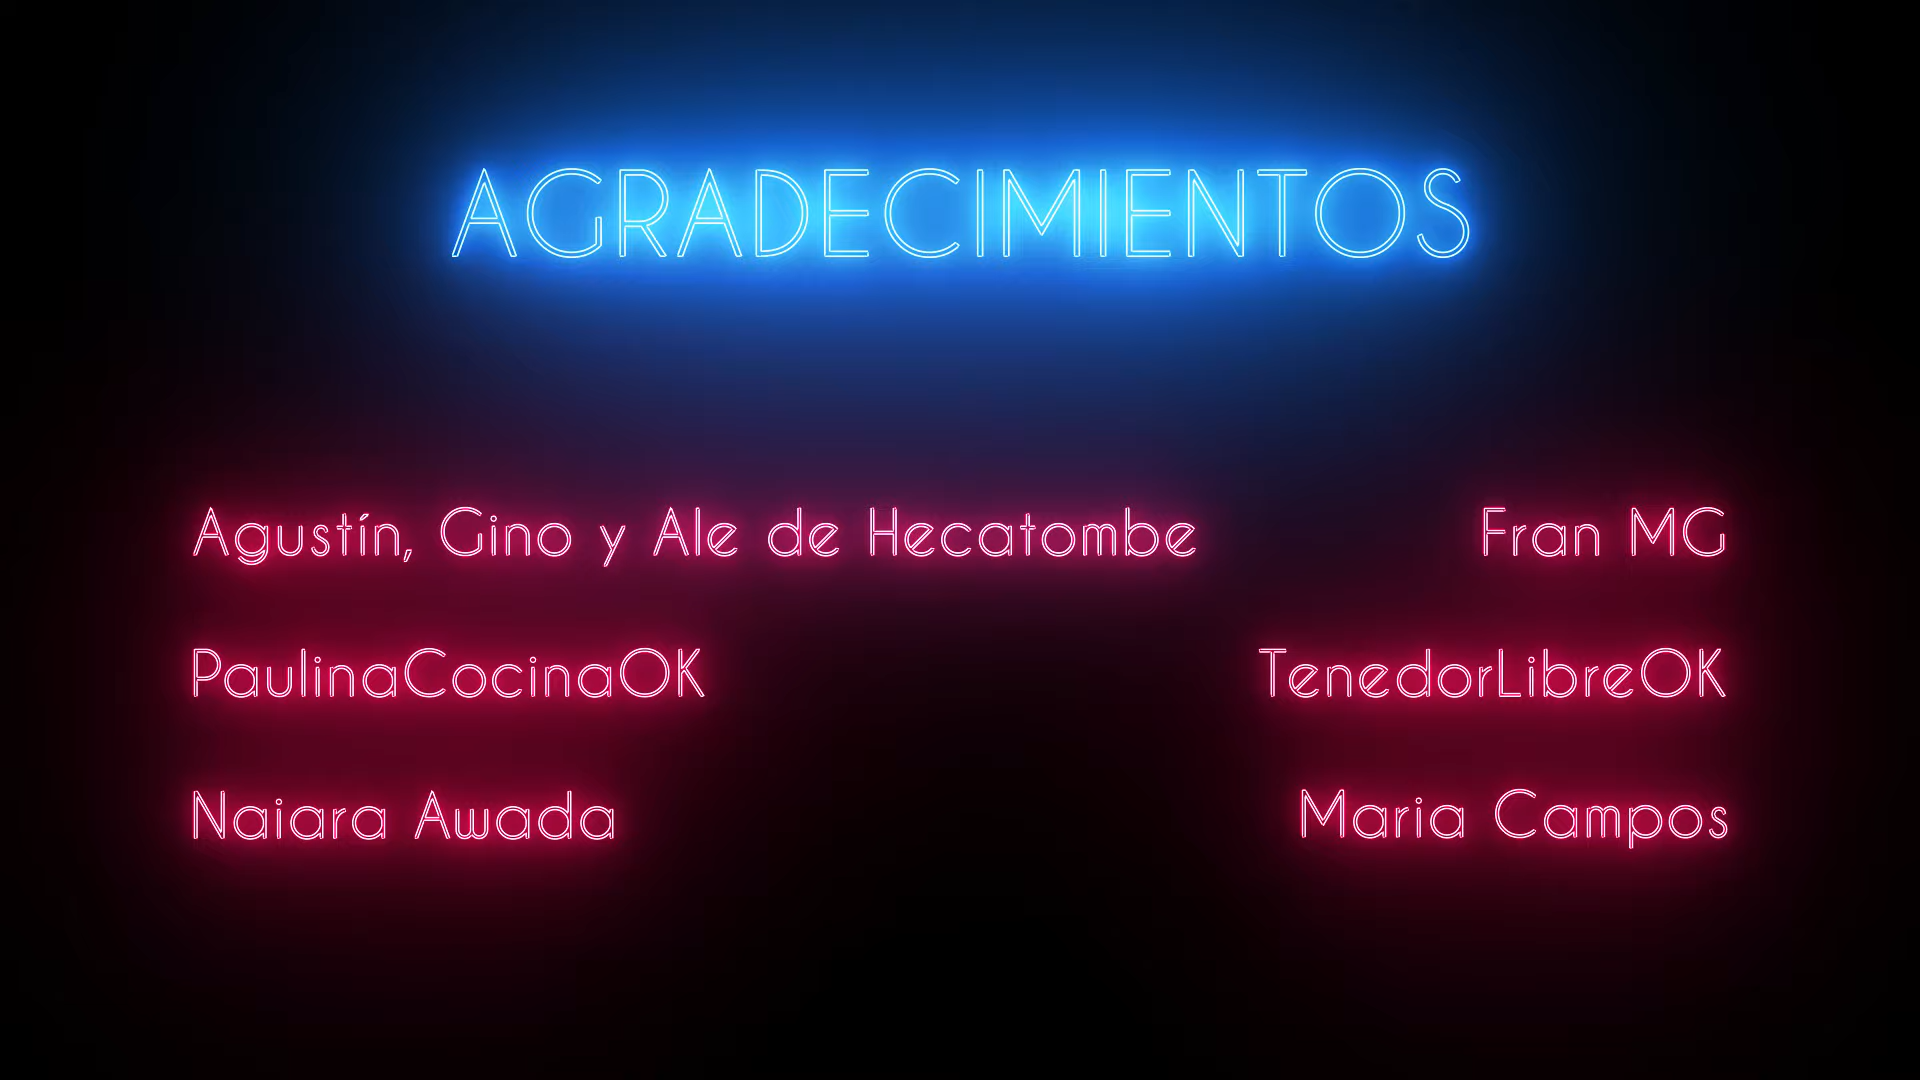 AGRADECIMIENTOS
Agustín, Gino y Ale de Hecatombe
Fran MG
PaulinaCocinaOK
TenedorLibreOK
Naiara Awada
Maria Campos